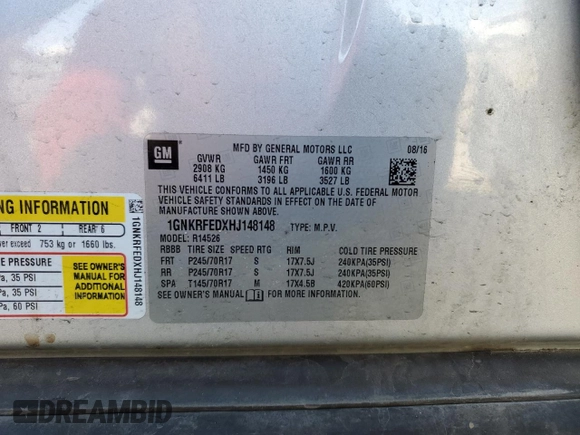 GM
MFD BY GENERAL MOTORS LLC 08/16
GVWR GAWR FRT GAWR RR
2908 KG 1450 KG 1600 KG
6411 LB 3196 LB 3527 LB
THIS VEHICLE CONFORMS TO ALL APPLICABLE U.S. FEDERAL MOTOR
VEHICLE SAFETY STANDARDS IN EFFECT ON THE DATE OF
MANUFACTURE SHOWN ABOVE.
1GNKRFEDXHJ148148 TYPE: M.P.V.
MODEL: R14526
RBBB TIRE SIZE SPEED RTG RIM COLD TIRE PRESSURE
FRT P245/70R17 S 17X7.5J 240KPA(35PSI)
RR P245/70R17 S 17X7.5J 240KPA(35PSI)
SPA T145/70R17 M 17X4.5B 420KPA(60PSI)
SEE OWNER'S MANUAL FOR MORE INFORMATION.
NG INFORMATION
FRONT 2 REAR 6
ver exceed 753 kg or 1660 lbs.
E PRESSURE
a, 35 PSI
a, 35 PSI
a, 60 PSI
SEE OWNER'S
MANUAL FOR
ADDITIONAL
INFORMATION
1GNKRFEDXHJ148148
DREAMBID